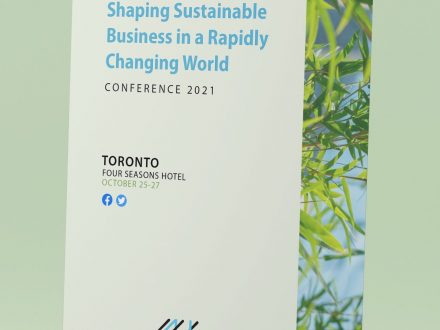 Shaping Sustainable
Business in a Rapidly
Changing World
CONFERENCE 2021
TORONTO
FOUR SEASONS HOTEL
OCTOBER 25-27